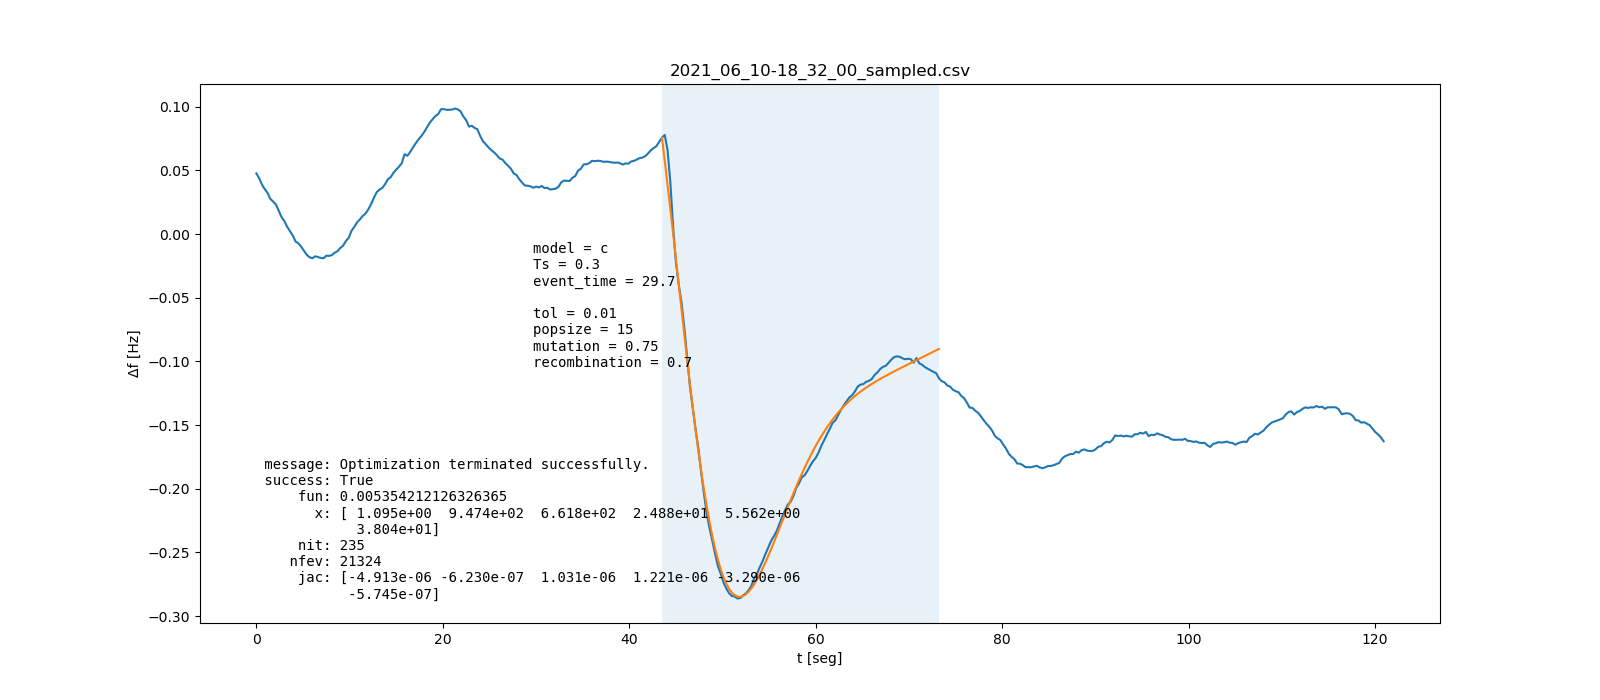 2021_06_10-18_32_00_sampled.csv
0.10
0.05
0.00
−0.05
−0.10
−0.15
−0.20
−0.25
−0.30
Δf [Hz]
model = c
Ts = 0.3
event_time = 29.7
tol = 0.01
popsize = 15
mutation = 0.75
recombination = 0.7
message: Optimization terminated successfully.
success: True
fun: 0.005354212126326365
x: [ 1.095e+00 9.474e+02 6.618e+02 2.488e+01 5.562e+00
3.804e+01]
nit: 235
nfev: 21324
jac: [-4.913e-06 -6.230e-07 1.031e-06 1.221e-06 -3.290e-06
-5.745e-07]
0 20 40 60 80 100 120
t [seg]